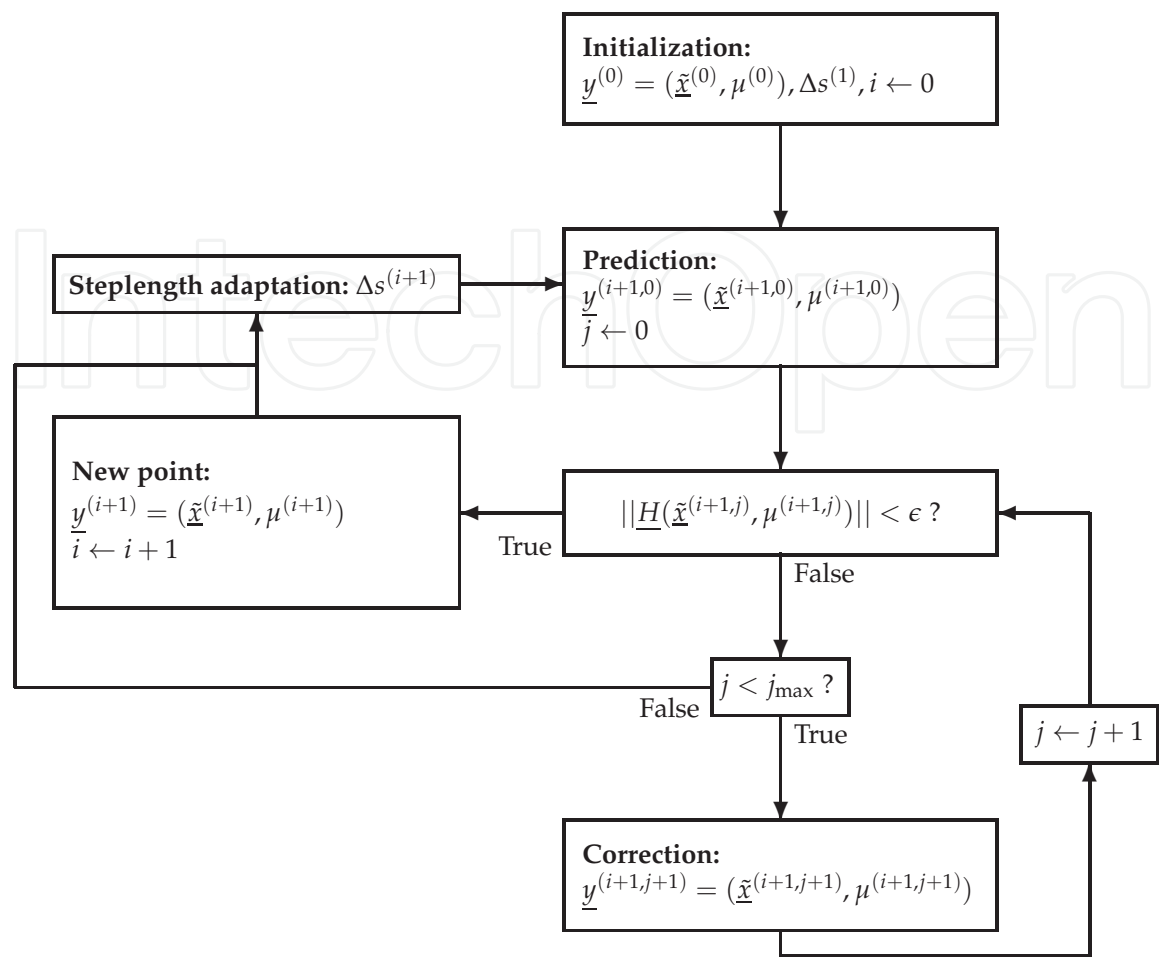 Initialization:
y^(0) = (x̃^(0), μ^(0)), Δs^(1), i ← 0
Steplength adaptation: Δs^(i+1)
Prediction:
y^(i+1,0) = (x̃^(i+1,0), μ^(i+1,0))
j ← 0
New point:
y^(i+1) = (x̃^(i+1), μ^(i+1))
i ← i + 1
||H(x̃^(i+1,j), μ^(i+1,j))|| < ϵ ?
True
False
j < j_max ?
False
True
j ← j + 1
Correction:
y^(i+1,j+1) = (x̃^(i+1,j+1), μ^(i+1,j+1))
IntechOpen